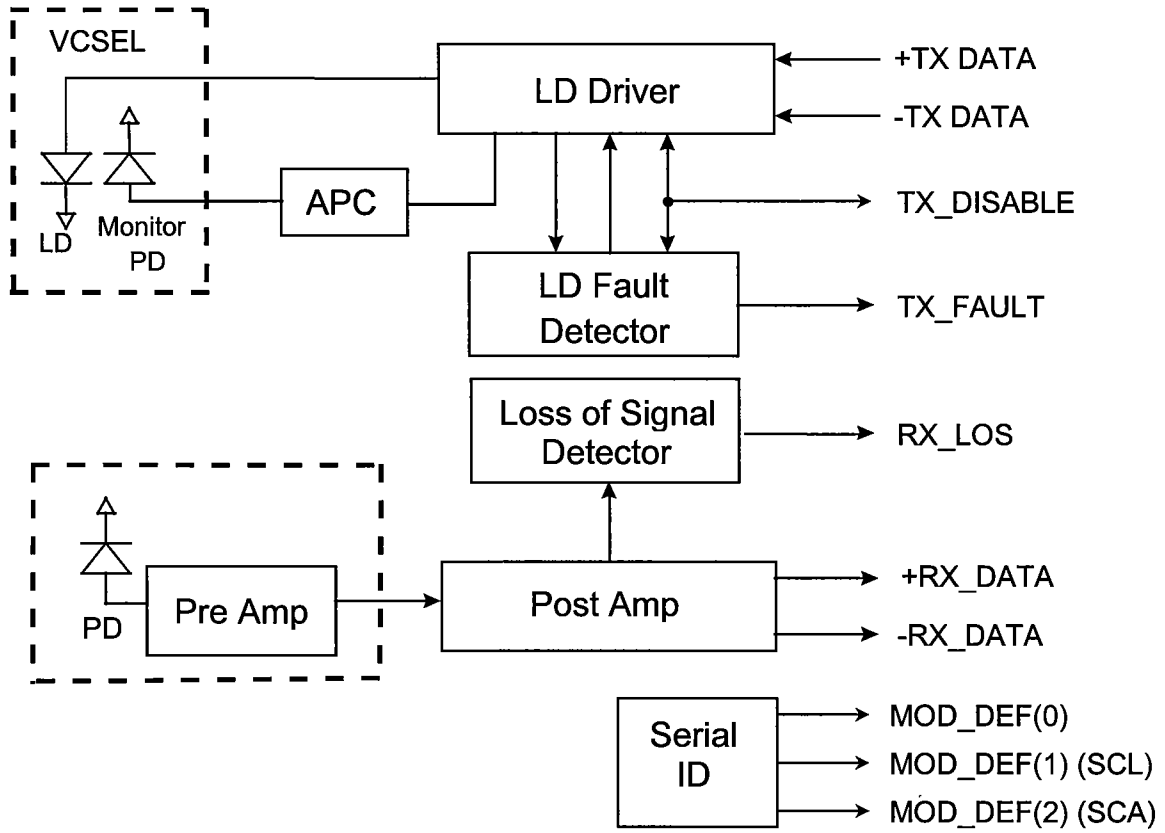 VCSEL
LD Driver
+TX DATA
-TX DATA
APC
TX_DISABLE
LD
Monitor
PD
LD Fault
Detector
TX_FAULT
Loss of Signal
Detector
RX_LOS
PD
Pre Amp
Post Amp
+RX_DATA
-RX_DATA
Serial
ID
MOD_DEF(0)
MOD_DEF(1) (SCL)
MOD_DEF(2) (SCA)